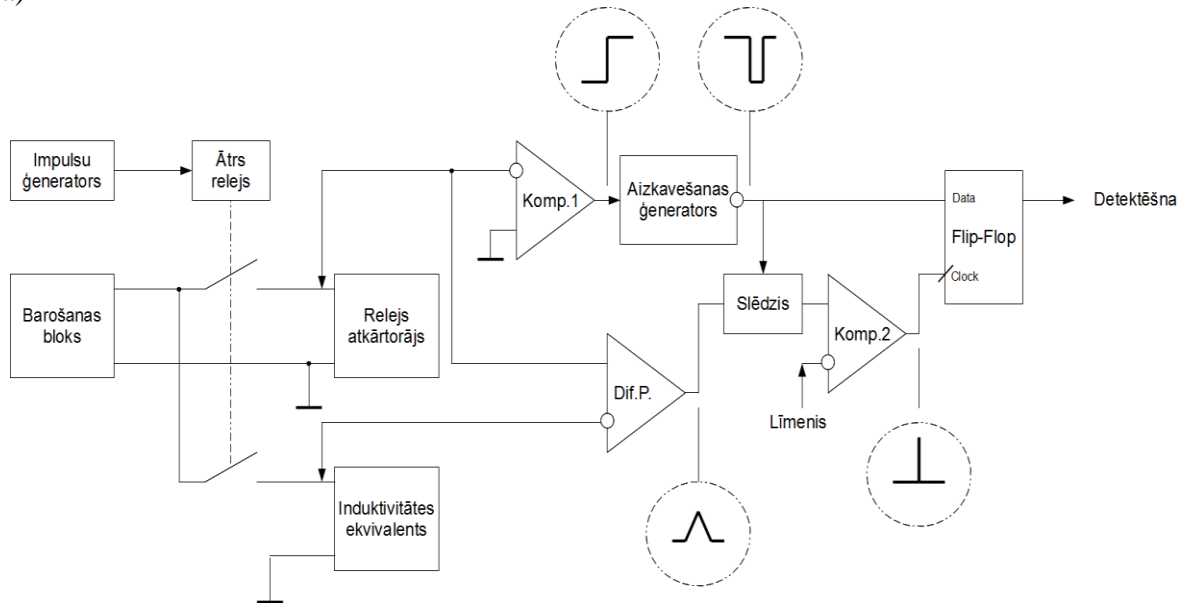 a)
Impulsu
ģenerators
Ātrs
relejs
Komp.1
Aizkavešanas
ģenerators
Data
Flip-Flop
Clock
Detektēšna
Barošanas
bloks
Relejs
atkārtorājs
Slēdzis
Komp.2
Dif.P.
Līmenis
Induktivitātes
ekvivalents